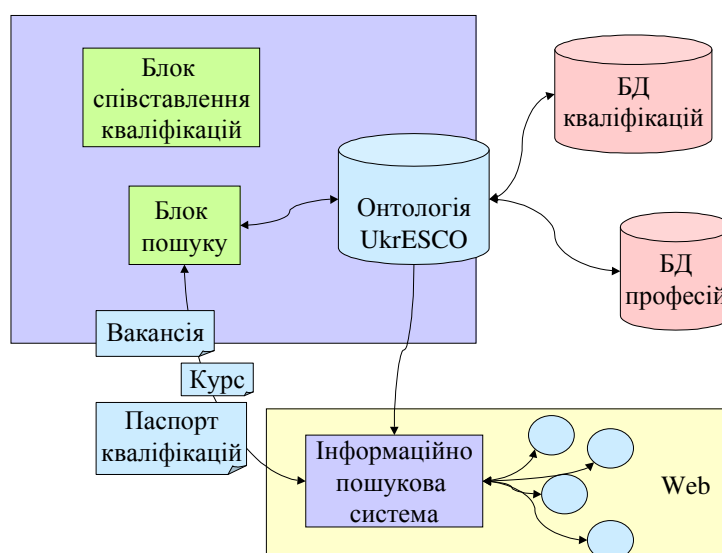 Блок
співставлення
кваліфікацій
БД
кваліфікацій
Блок
пошуку
Онтологія
UkrESCO
БД
професій
Вакансія
Курс
Паспорт
кваліфікацій
Інформаційно
пошукова
система
Web